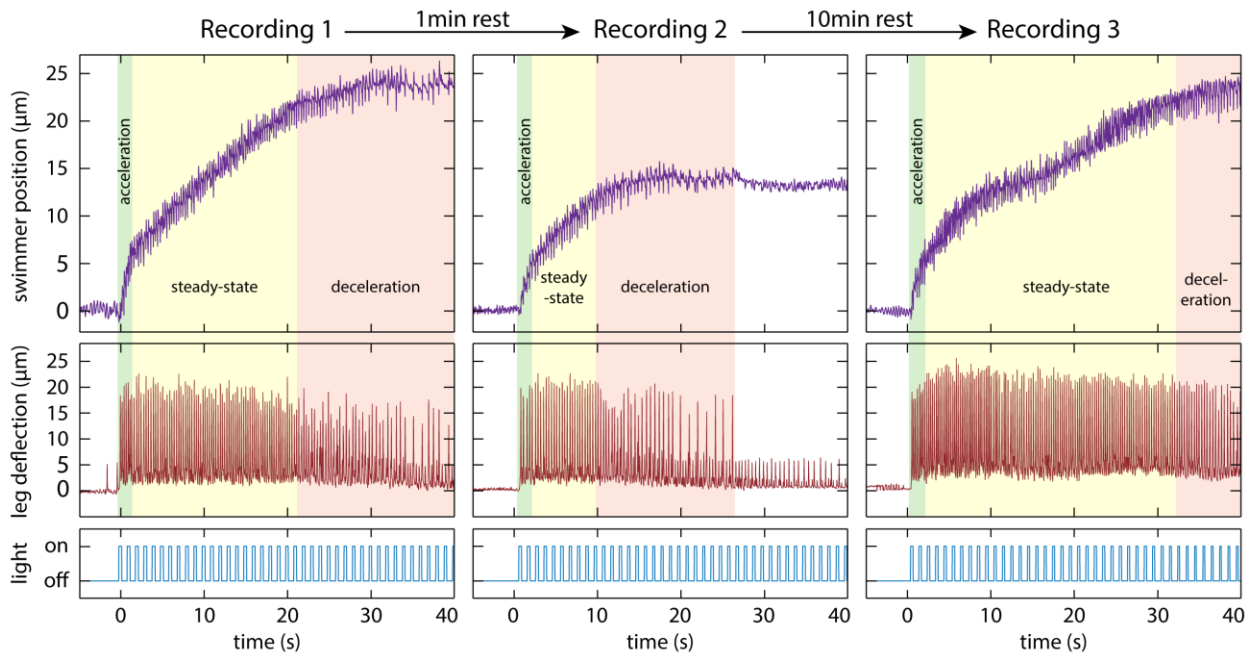 Recording 1
1min rest
Recording 2
10min rest
Recording 3
swimmer position (µm)
25
20
15
10
5
0
acceleration
steady-state
deceleration
acceleration
steady
-state
deceleration
acceleration
steady-state
decel-
eration
leg deflection (µm)
25
20
15
10
5
0
light
on
off
0 10 20 30 40
0 10 20 30 40
0 10 20 30 40
time (s)
time (s)
time (s)